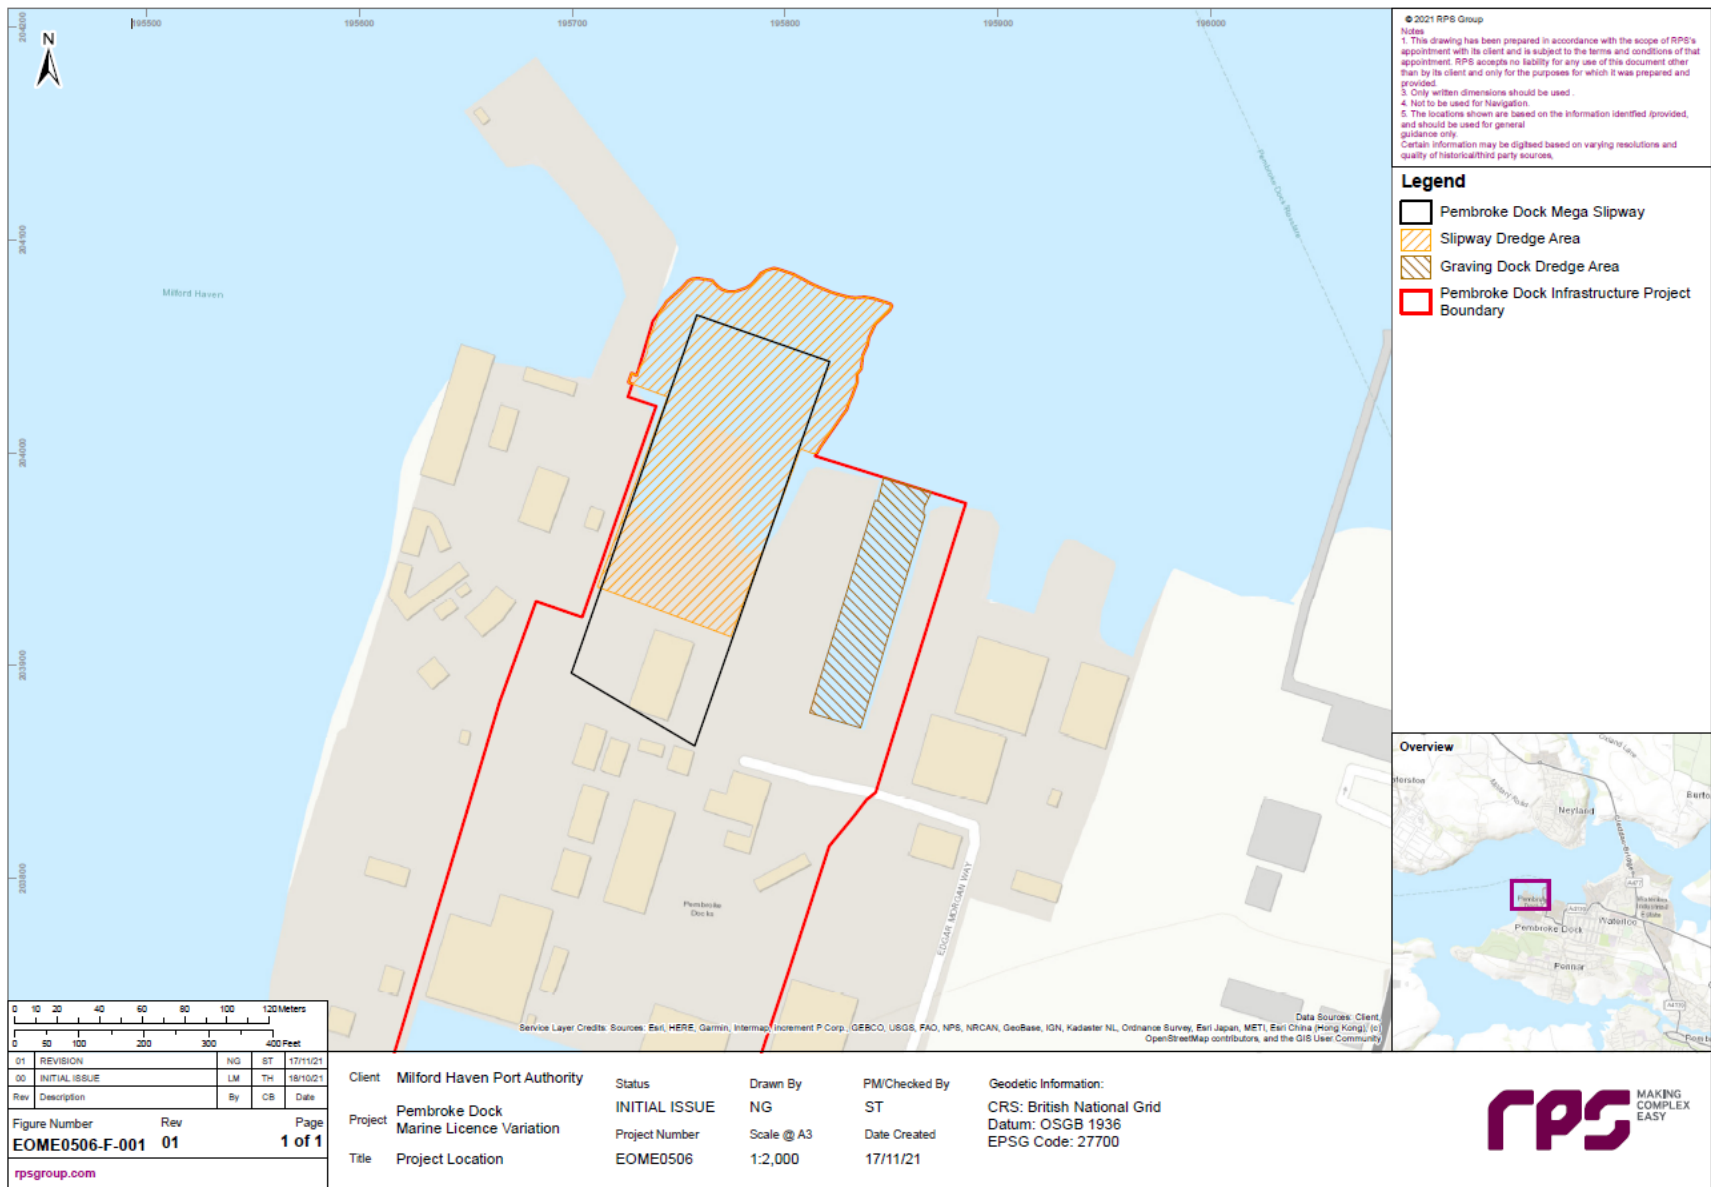 195500 195600 195700 195800 195900 196000
204200
204100
204000
203900
203800
N
Milford Haven
Pembroke Dock
Pembroke
Docks
EDGAR MORGAN WAY
Service Layer Credits: Sources: Esri, HERE, Garmin, Intermap, increment P Corp., GEBCO, USGS, FAO, NPS, NRCAN, GeoBase, IGN, Kadaster NL, Ordnance Survey, Esri Japan, METI, Esri China (Hong Kong), (c)
OpenStreetMap contributors, and the GIS User Community
Data Sources: Client,
© 2021 RPS Group
Notes
1. This drawing has been prepared in accordance with the scope of RPS's
appointment with its client and is subject to the terms and conditions of that
appointment. RPS accepts no liability for any use of this document other
than by its client and only for the purposes for which it was prepared and
provided.
3. Only written dimensions should be used .
4. Not to be used for Navigation.
5. The locations shown are based on the information identfied /provided,
and should be used for general
guidance only.
Certain information may be digitsed based on varying resolutions and
quality of historical/third party sources,
Legend
Pembroke Dock Mega Slipway
Slipway Dredge Area
Graving Dock Dredge Area
Pembroke Dock Infrastructure Project
Boundary
Overview
Military Road
Neyland
Burto
Cleddau Bridge
A477
Waterloo
Industrial
Estate
A4139
Waterloo
Pembroke Dock
Pennar
A4139
0 10 20 40 60 80 100 120 Meters
0 50 100 200 300 400 Feet
01 REVISION NG ST 17/11/21
00 INITIAL ISSUE LM TH 18/10/21
Rev Description By CB Date
Figure Number Rev Page
EOME0506-F-001 01 1 of 1
rpsgroup.com
Client Milford Haven Port Authority
Project Pembroke Dock
Marine Licence Variation
Title Project Location
Status Drawn By PM/Checked By
INITIAL ISSUE NG ST
Project Number Scale @ A3 Date Created
EOME0506 1:2,000 17/11/21
Geodetic Information:
CRS: British National Grid
Datum: OSGB 1936
EPSG Code: 27700
rps
MAKING
COMPLEX
EASY